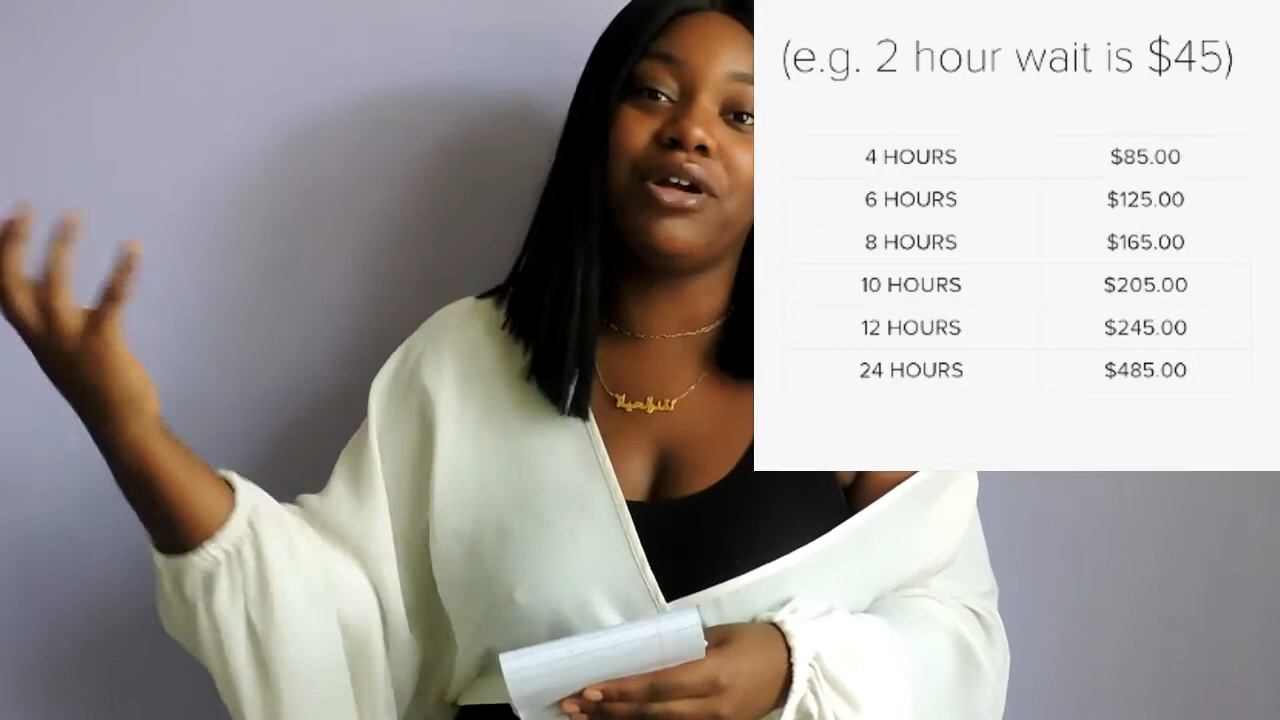 (e.g. 2 hour wait is $45)
4 HOURS $85.00
6 HOURS $125.00
8 HOURS $165.00
10 HOURS $205.00
12 HOURS $245.00
24 HOURS $485.00